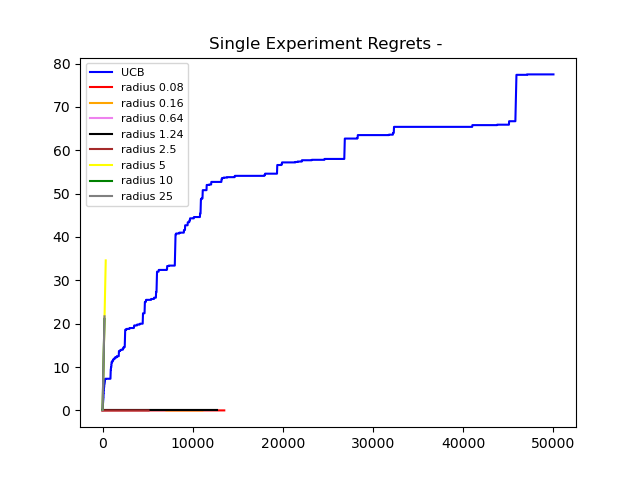 Single Experiment Regrets -
80
70
60
50
40
30
20
10
0
UCB
radius 0.08
radius 0.16
radius 0.64
radius 1.24
radius 2.5
radius 5
radius 10
radius 25
0 10000 20000 30000 40000 50000